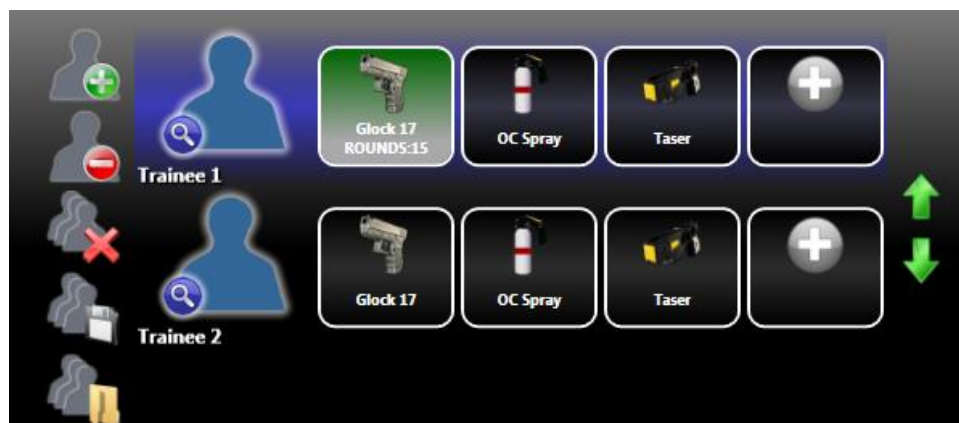 Glock 17
ROUNDS:15
OC Spray
Taser
Trainee 1
Glock 17
OC Spray
Taser
Trainee 2